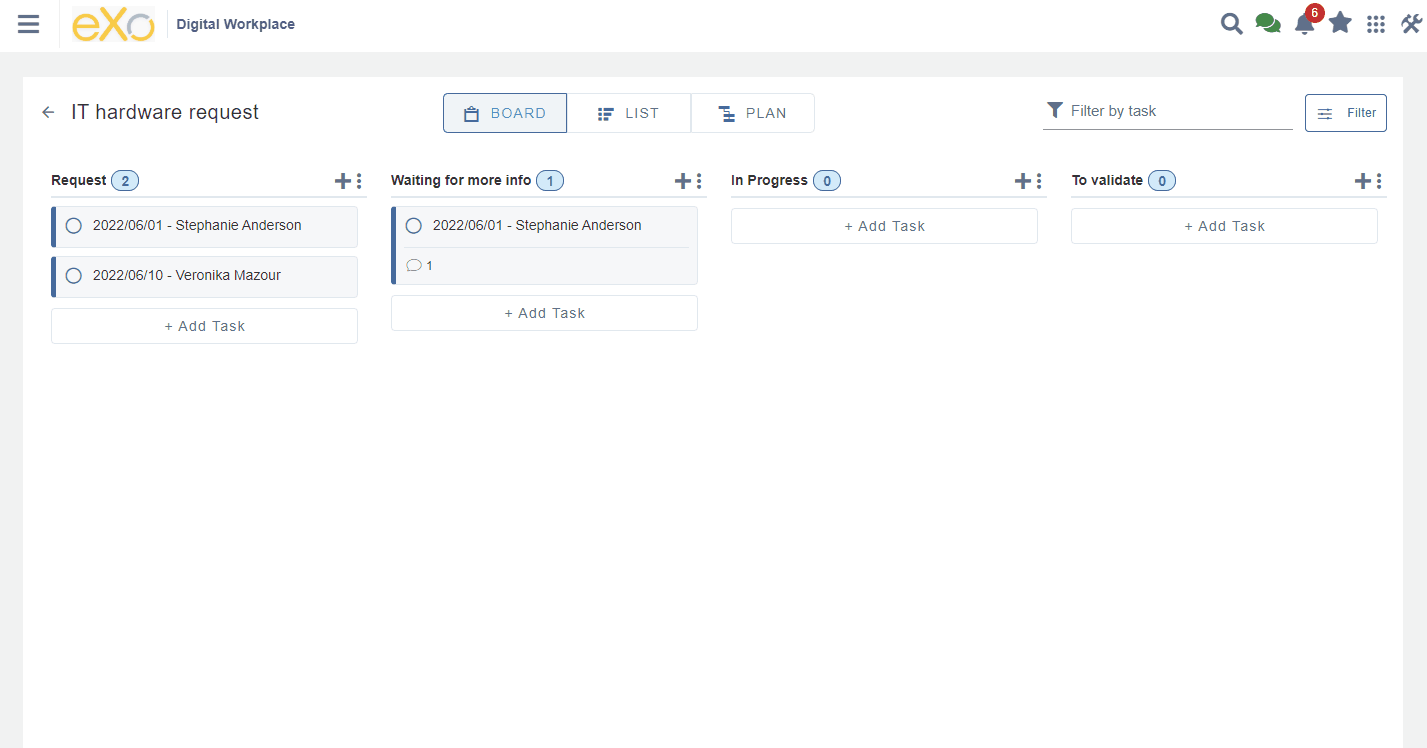 eXo Digital Workplace 6
IT hardware request BOARD LIST PLAN Filter by task Filter
Request 2 Waiting for more info 1 In Progress 0 To validate 0
2022/06/01 - Stephanie Anderson 2022/06/01 - Stephanie Anderson + Add Task + Add Task
1
2022/06/10 - Veronika Mazour
+ Add Task + Add Task